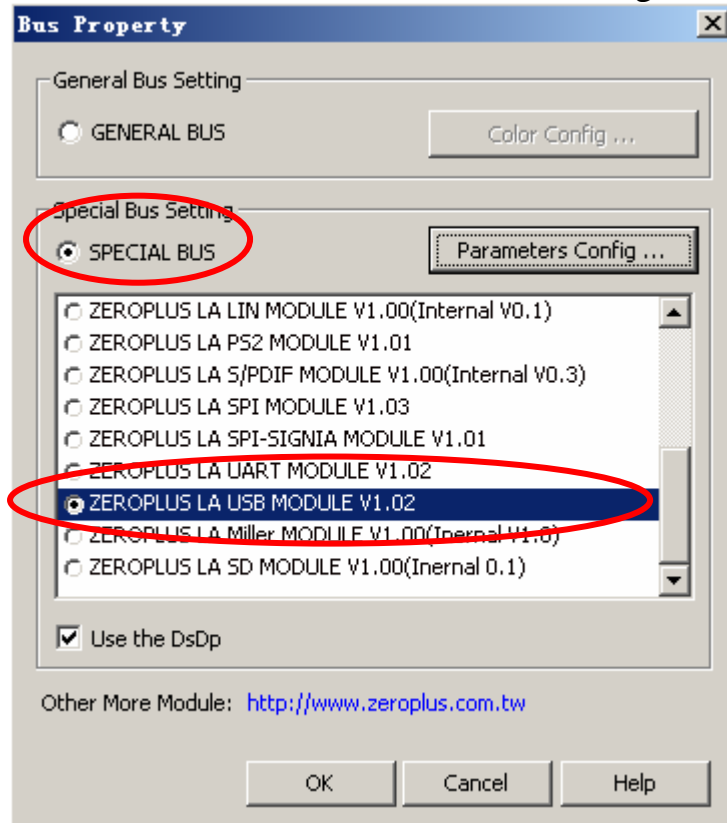 Bus Property
General Bus Setting
GENERAL BUS
Color Config ...
Special Bus Setting
SPECIAL BUS
Parameters Config ...
ZEROPLUS LA LIN MODULE V1.00(Internal V0.1)
ZEROPLUS LA PS2 MODULE V1.01
ZEROPLUS LA S/PDIF MODULE V1.00(Internal V0.3)
ZEROPLUS LA SPI MODULE V1.03
ZEROPLUS LA SPI-SIGNIA MODULE V1.01
ZEROPLUS LA UART MODULE V1.02
ZEROPLUS LA USB MODULE V1.02
ZEROPLUS LA Miller MODULE V1.00(Inernal V1.0)
ZEROPLUS LA SD MODULE V1.00(Inernal 0.1)
Use the DsDp
Other More Module: http://www.zeroplus.com.tw
OK
Cancel
Help